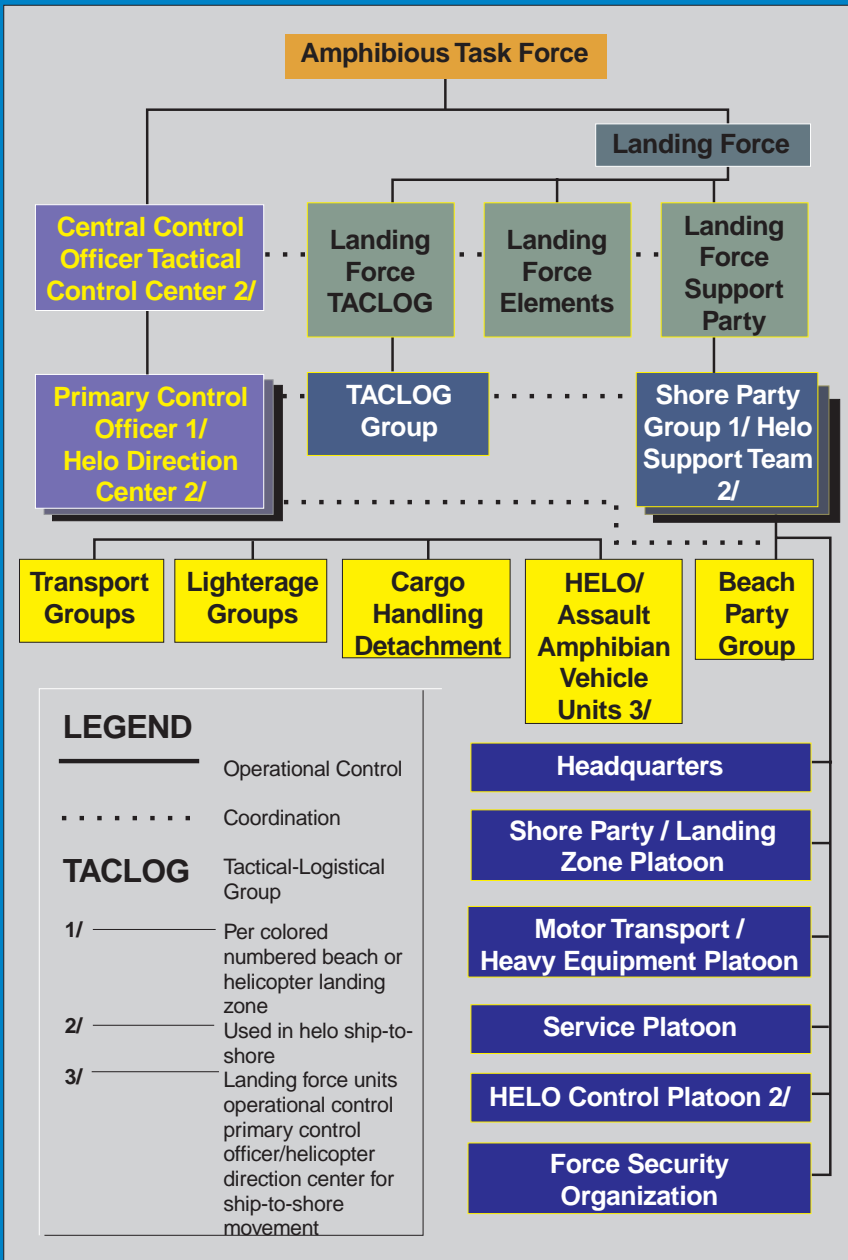 Amphibious Task Force
Landing Force
Central Control
Officer Tactical
Control Center 2/
Landing
Force
TACLOG
Landing
Force
Elements
Landing
Force
Support
Party
Primary Control
Officer 1/
Helo Direction
Center 2/
TACLOG
Group
Shore Party
Group 1/ Helo
Support Team
2/
Transport
Groups
Lighterage
Groups
Cargo
Handling
Detachment
HELO/
Assault
Amphibian
Vehicle
Units 3/
Beach
Party
Group
LEGEND
Operational Control
Coordination
TACLOG
Tactical-Logistical
Group
1/
Per colored
numbered beach or
helicopter landing
zone
2/
Used in helo ship-to-
shore
3/
Landing force units
operational control
primary control
officer/helicopter
direction center for
ship-to-shore
movement
Headquarters
Shore Party / Landing
Zone Platoon
Motor Transport /
Heavy Equipment Platoon
Service Platoon
HELO Control Platoon 2/
Force Security
Organization